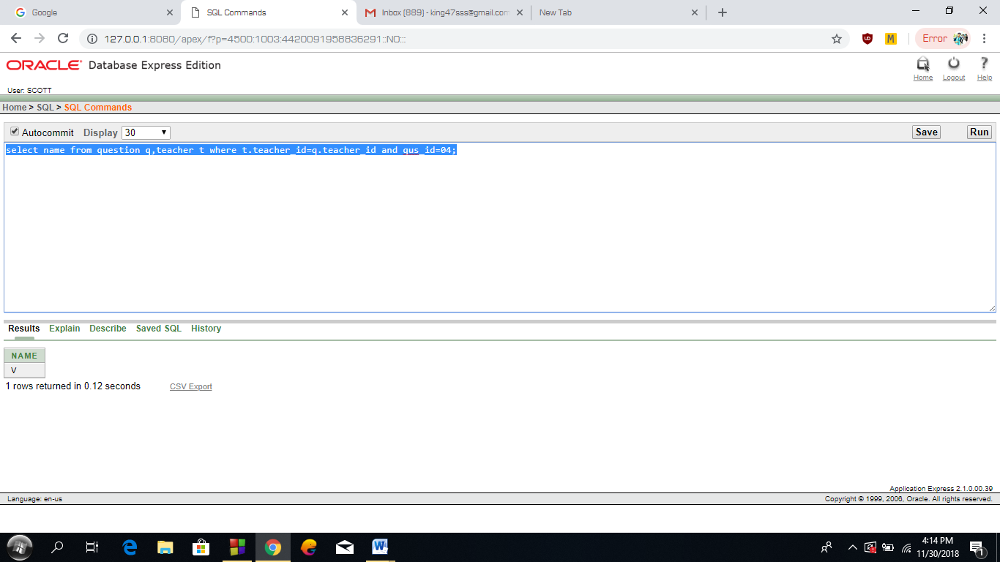 Google
SQL Commands
Inbox (889) - king47sss@gmail.com
New Tab
127.0.0.1:8080/apex/f?p=4500:1003:4420091958836291::NO:::
Error
ORACLE Database Express Edition
Home Logout Help
User: SCOTT
Home > SQL > SQL Commands
Autocommit Display 30 Save Run
select name from question q,teacher t where t.teacher_id=q.teacher_id and qus_id=04;
Results Explain Describe Saved SQL History
NAME
V
1 rows returned in 0.12 seconds CSV Export
Application Express 2.1.0.00.39
Language: en-us Copyright © 1999, 2006, Oracle. All rights reserved.
4:14 PM
11/30/2018
1